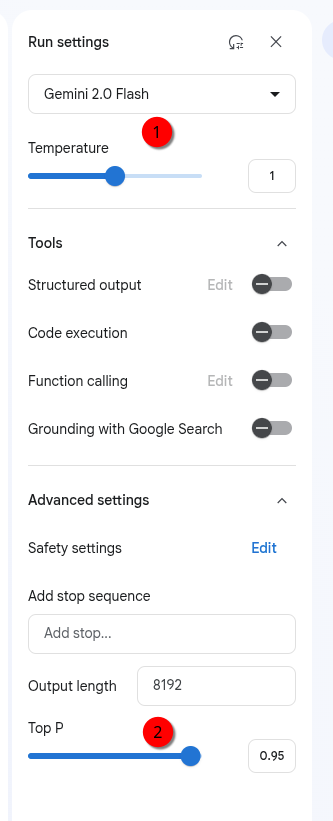 Run settings
Gemini 2.0 Flash
1
Temperature
1
Tools
Structured output Edit
Code execution
Function calling Edit
Grounding with Google Search
Advanced settings
Safety settings Edit
Add stop sequence
Add stop...
Output length 8192
Top P
2
0.95